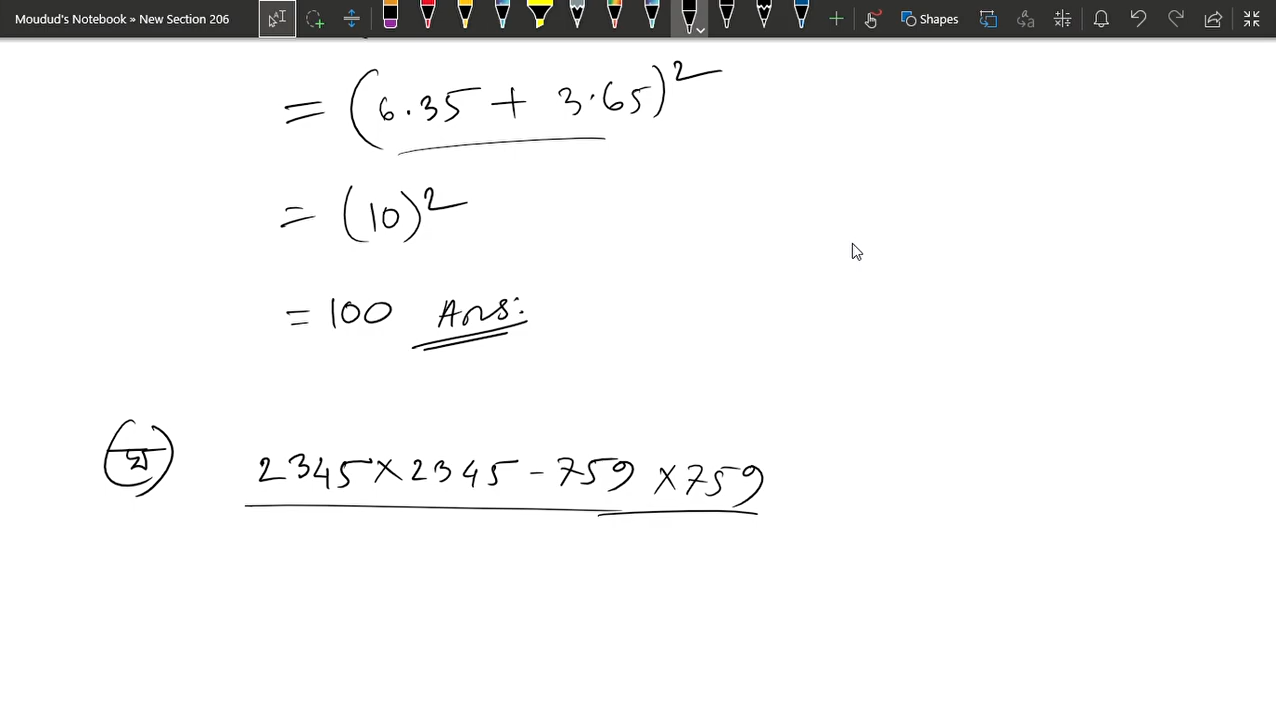 Moudud's Notebook » New Section 206
Shapes
= (6.35 + 3.65)²
= (10)²
= 100 Ans:
ঘ 2345×2345-759 ×759